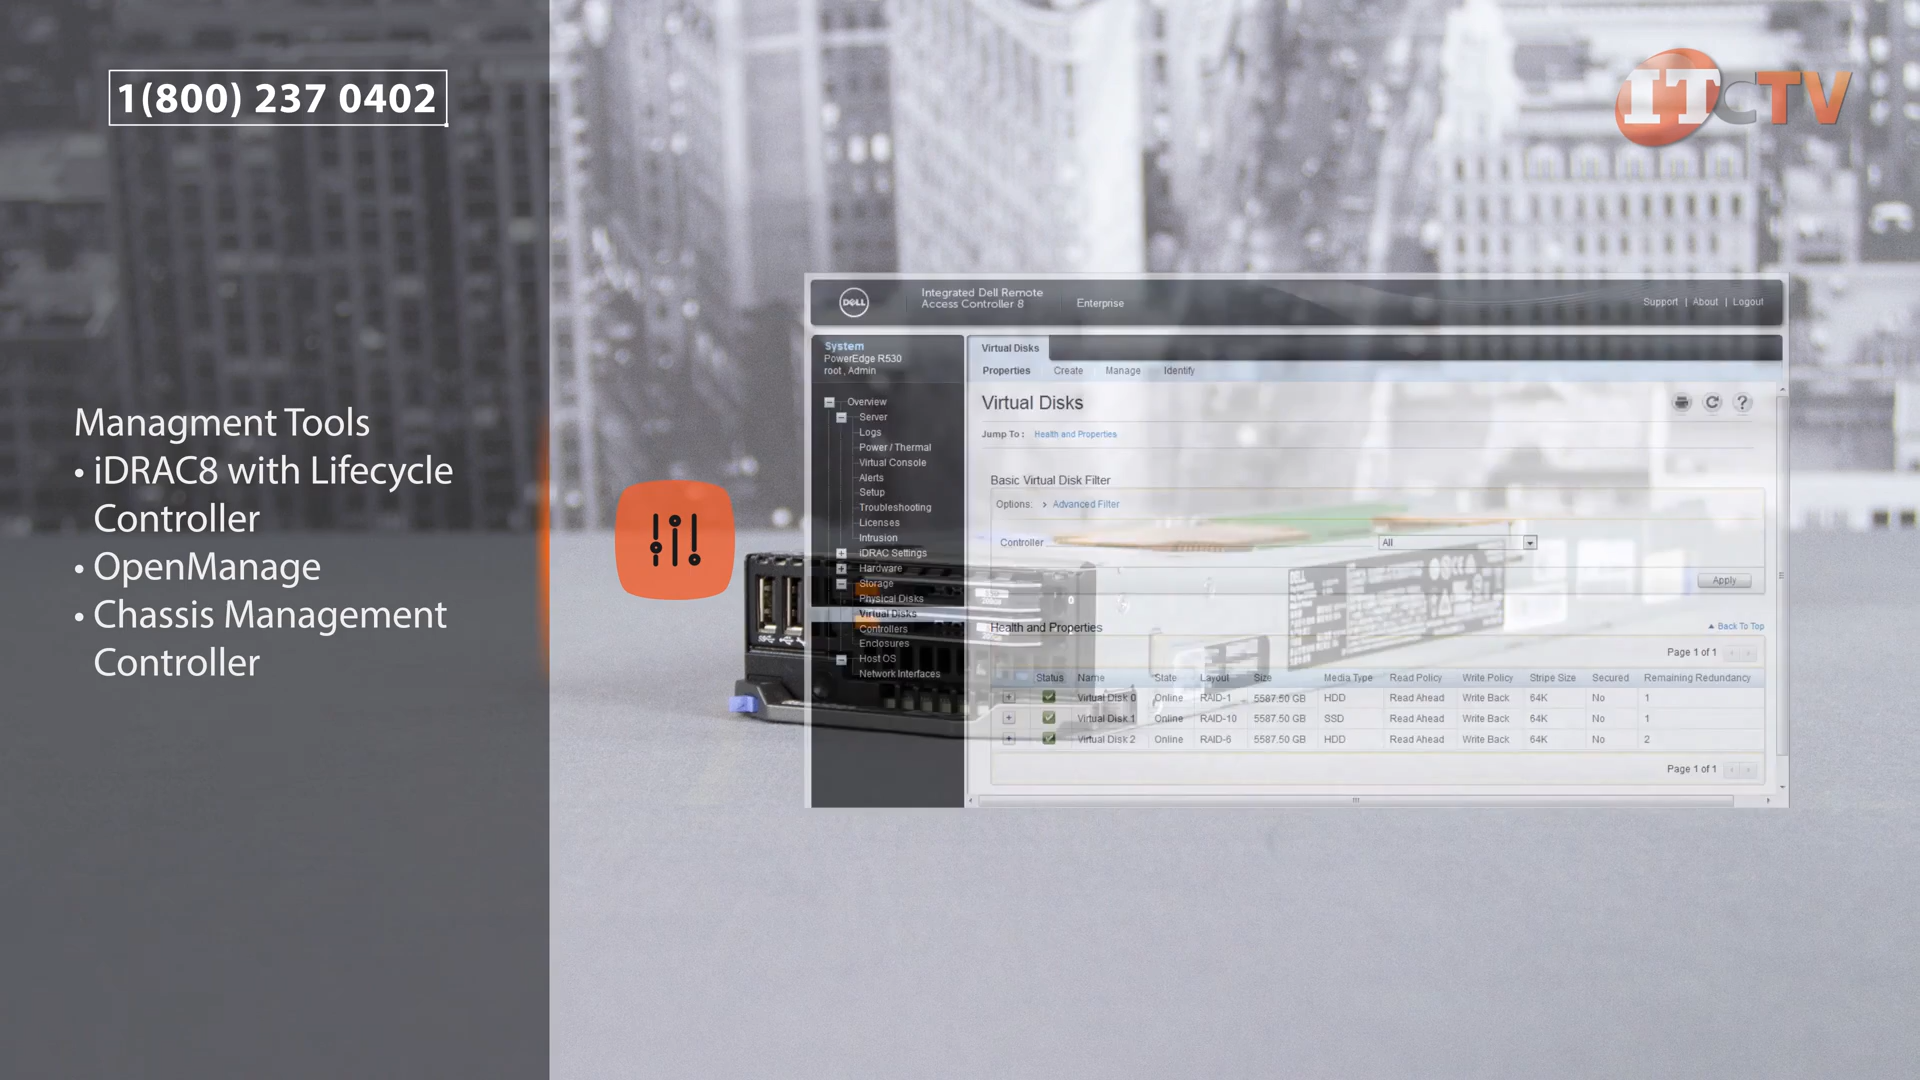 1(800) 237 0402
ITcTV
Managment Tools
• iDRAC8 with Lifecycle
Controller
• OpenManage
• Chassis Management
Controller
DELL
Integrated Dell Remote
Access Controller 8
Enterprise
Support | About | Logout
System
PowerEdge R530
root , Admin
Overview
Server
Logs
Power / Thermal
Virtual Console
Alerts
Setup
Troubleshooting
Licenses
Intrusion
iDRAC Settings
Hardware
Storage
Physical Disks
Virtual Disks
Controllers
Enclosures
Host OS
Network Interfaces
Virtual Disks
Properties Create Manage Identify
Virtual Disks
Jump To : Health and Properties
Basic Virtual Disk Filter
Options: > Advanced Filter
Controller All
Apply
Health and Properties
▲ Back To Top
Page 1 of 1
Status Name State Layout Size Media Type Read Policy Write Policy Stripe Size Secured Remaining Redundancy
+ Virtual Disk 0 Online RAID-1 5587.50 GB HDD Read Ahead Write Back 64K No 1
+ Virtual Disk 1 Online RAID-10 5587.50 GB SSD Read Ahead Write Back 64K No 1
+ Virtual Disk 2 Online RAID-6 5587.50 GB HDD Read Ahead Write Back 64K No 2
Page 1 of 1